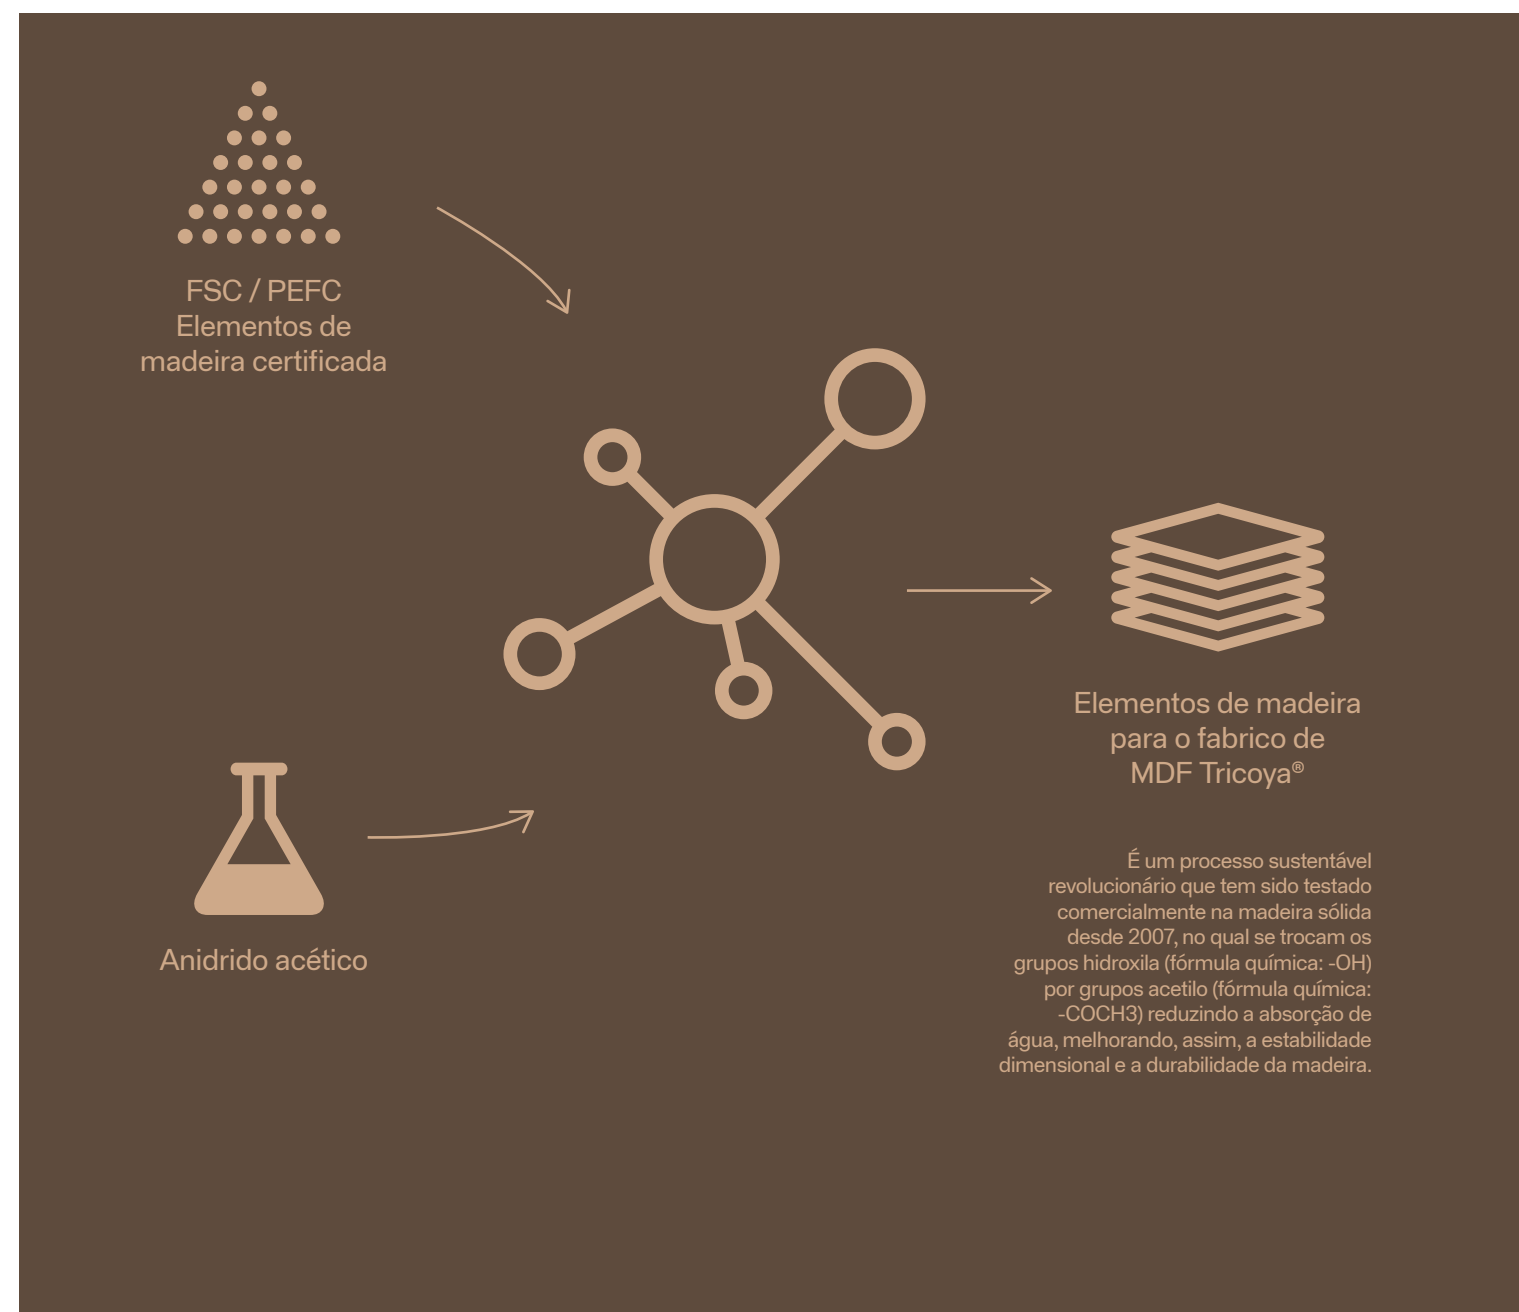 FSC / PEFC
Elementos de
madeira certificada
Anidrido acético
Elementos de madeira
para o fabrico de
MDF Tricoya®
É um processo sustentável
revolucionário que tem sido testado
comercialmente na madeira sólida
desde 2007, no qual se trocam os
grupos hidroxila (fórmula química: -OH)
por grupos acetilo (fórmula química:
-COCH3) reduzindo a absorção de
água, melhorando, assim, a estabilidade
dimensional e a durabilidade da madeira.